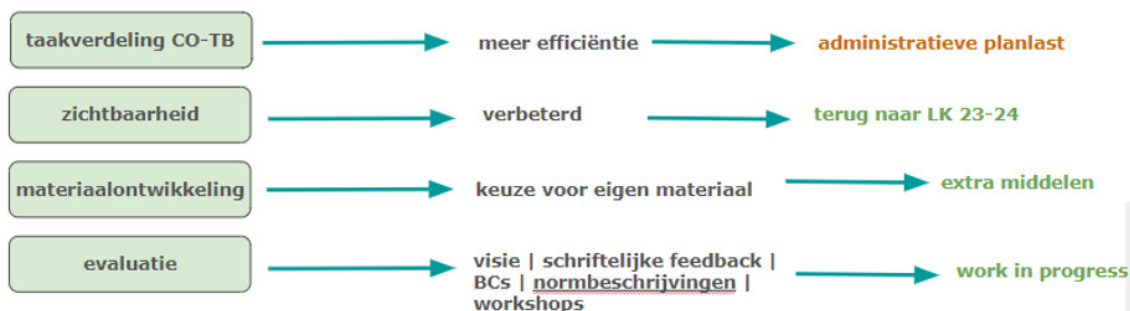 taakverdeling CO-TB meer efficiëntie administratieve planlast
zichtbaarheid verbeterd terug naar LK 23-24
materiaalontwikkeling keuze voor eigen materiaal extra middelen
evaluatie visie | schriftelijke feedback | work in progress
BCs | normbeschrijvingen |
workshops